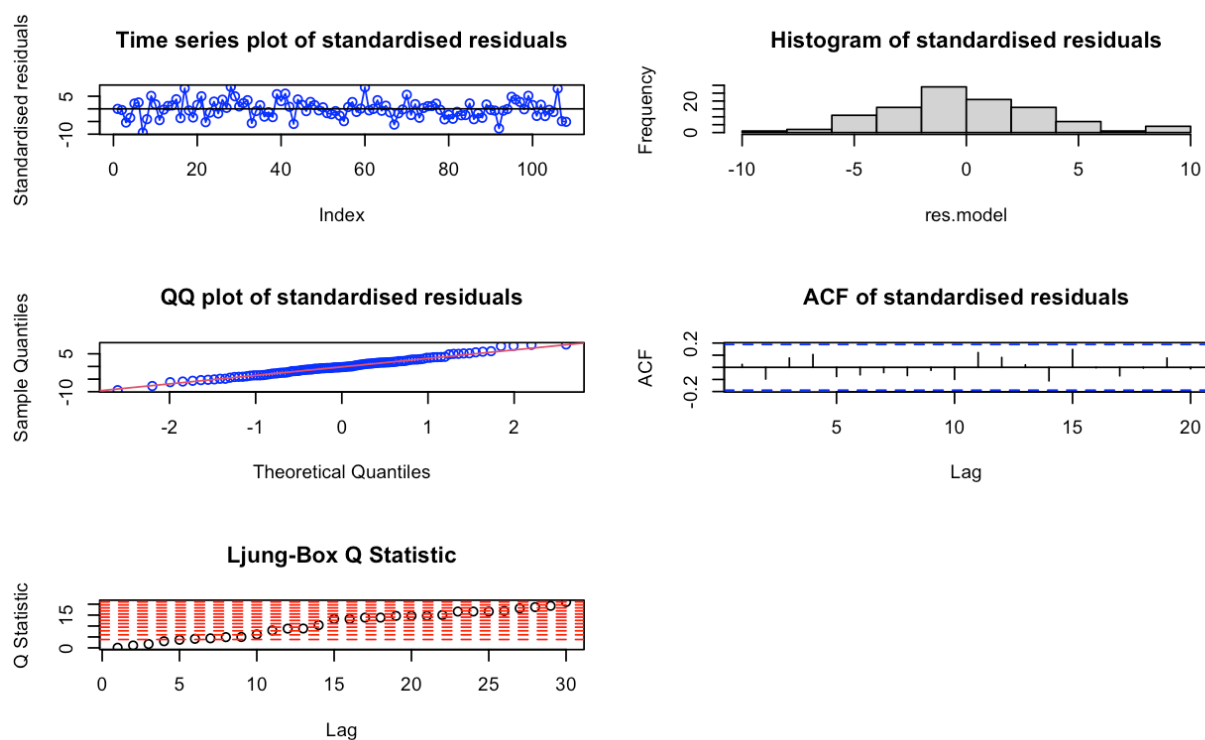 Time series plot of standardised residuals
Standardised residuals
5
-10
0 20 40 60 80 100
Index
Histogram of standardised residuals
Frequency
20
0
-10 -5 0 5 10
res.model
QQ plot of standardised residuals
Sample Quantiles
5
-10
-2 -1 0 1 2
Theoretical Quantiles
ACF of standardised residuals
ACF
0.2
-0.2
5 10 15 20
Lag
Ljung-Box Q Statistic
Q Statistic
15
0
0 5 10 15 20 25 30
Lag